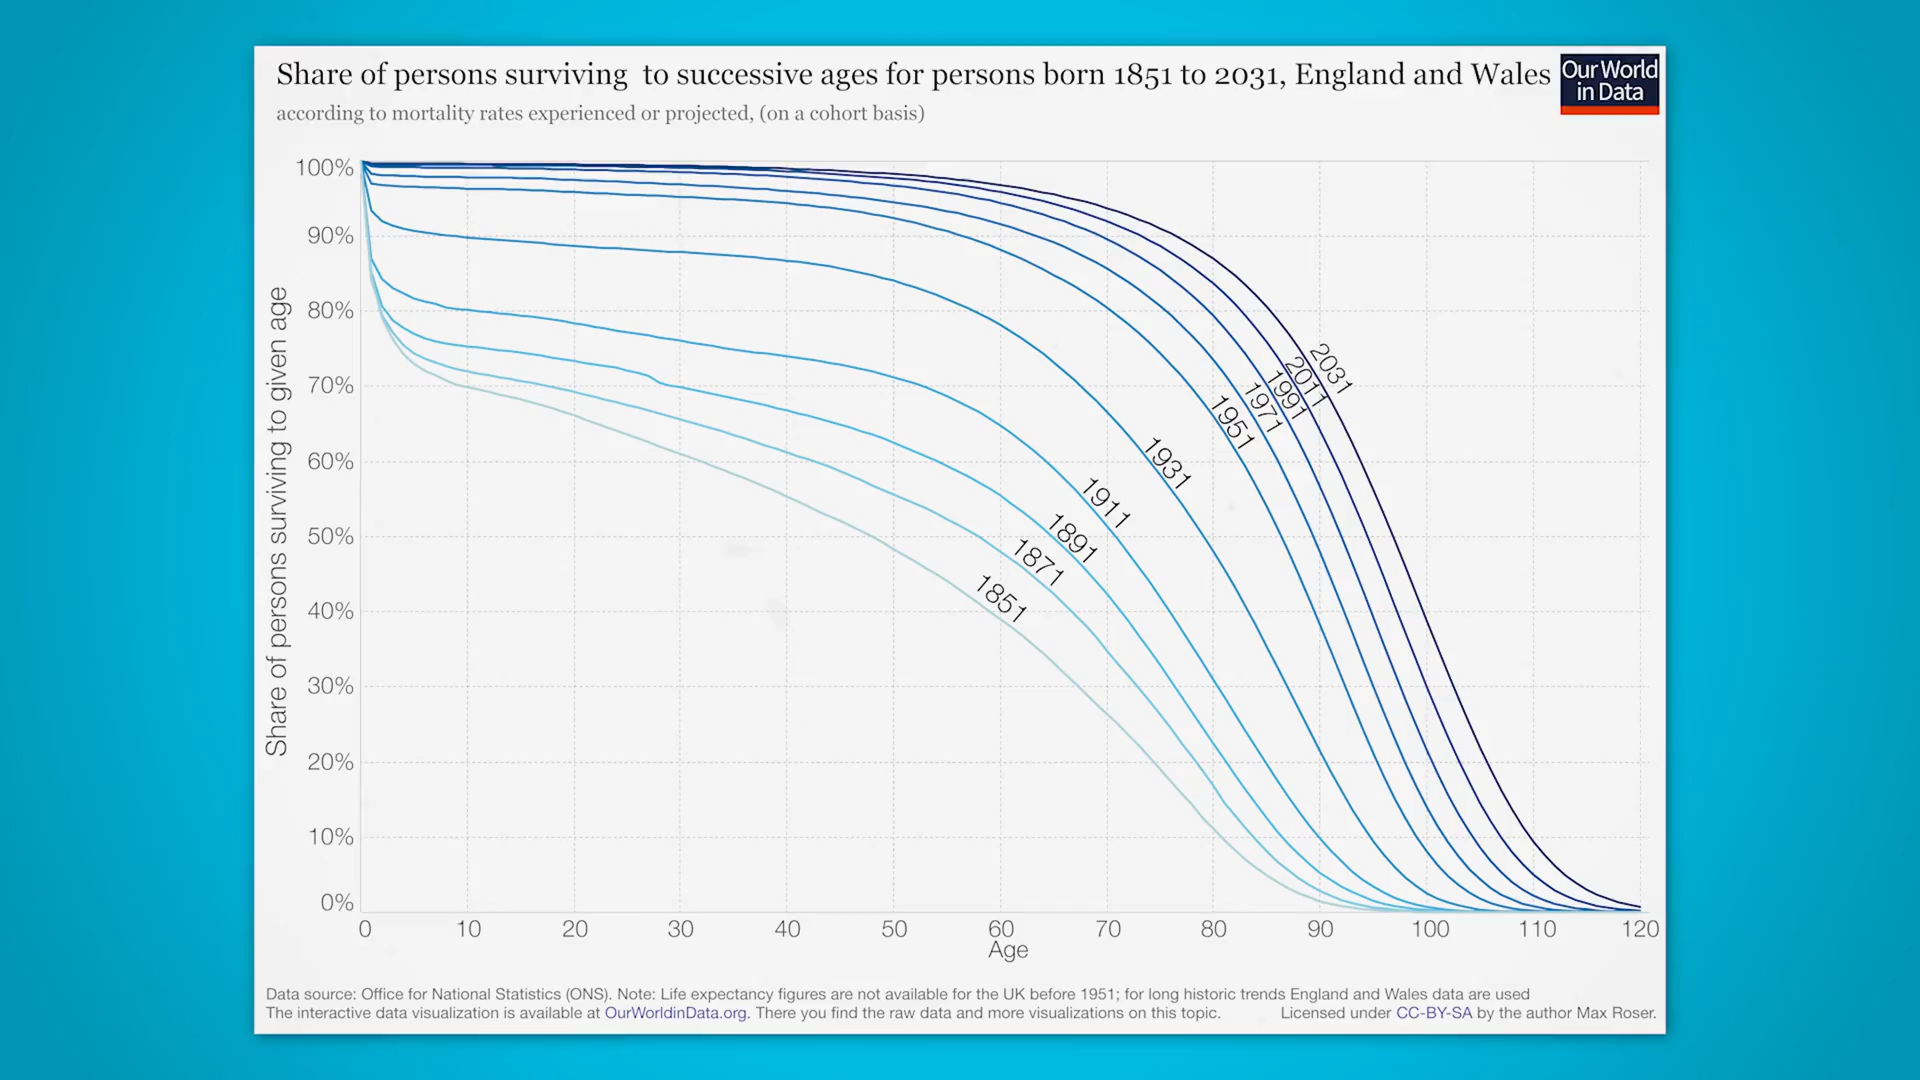 Share of persons surviving to successive ages for persons born 1851 to 2031, England and Wales
Our World
in Data
according to mortality rates experienced or projected, (on a cohort basis)
Share of persons surviving to given age
100%
90%
80%
70%
60%
50%
40%
30%
20%
10%
0%
2031
2011
1991
1971
1951
1931
1911
1891
1871
1851
0 10 20 30 40 50 60 70 80 90 100 110 120
Age
Data source: Office for National Statistics (ONS). Note: Life expectancy figures are not available for the UK before 1951; for long historic trends England and Wales data are used
The interactive data visualization is available at OurWorldinData.org. There you find the raw data and more visualizations on this topic. Licensed under CC-BY-SA by the author Max Roser.